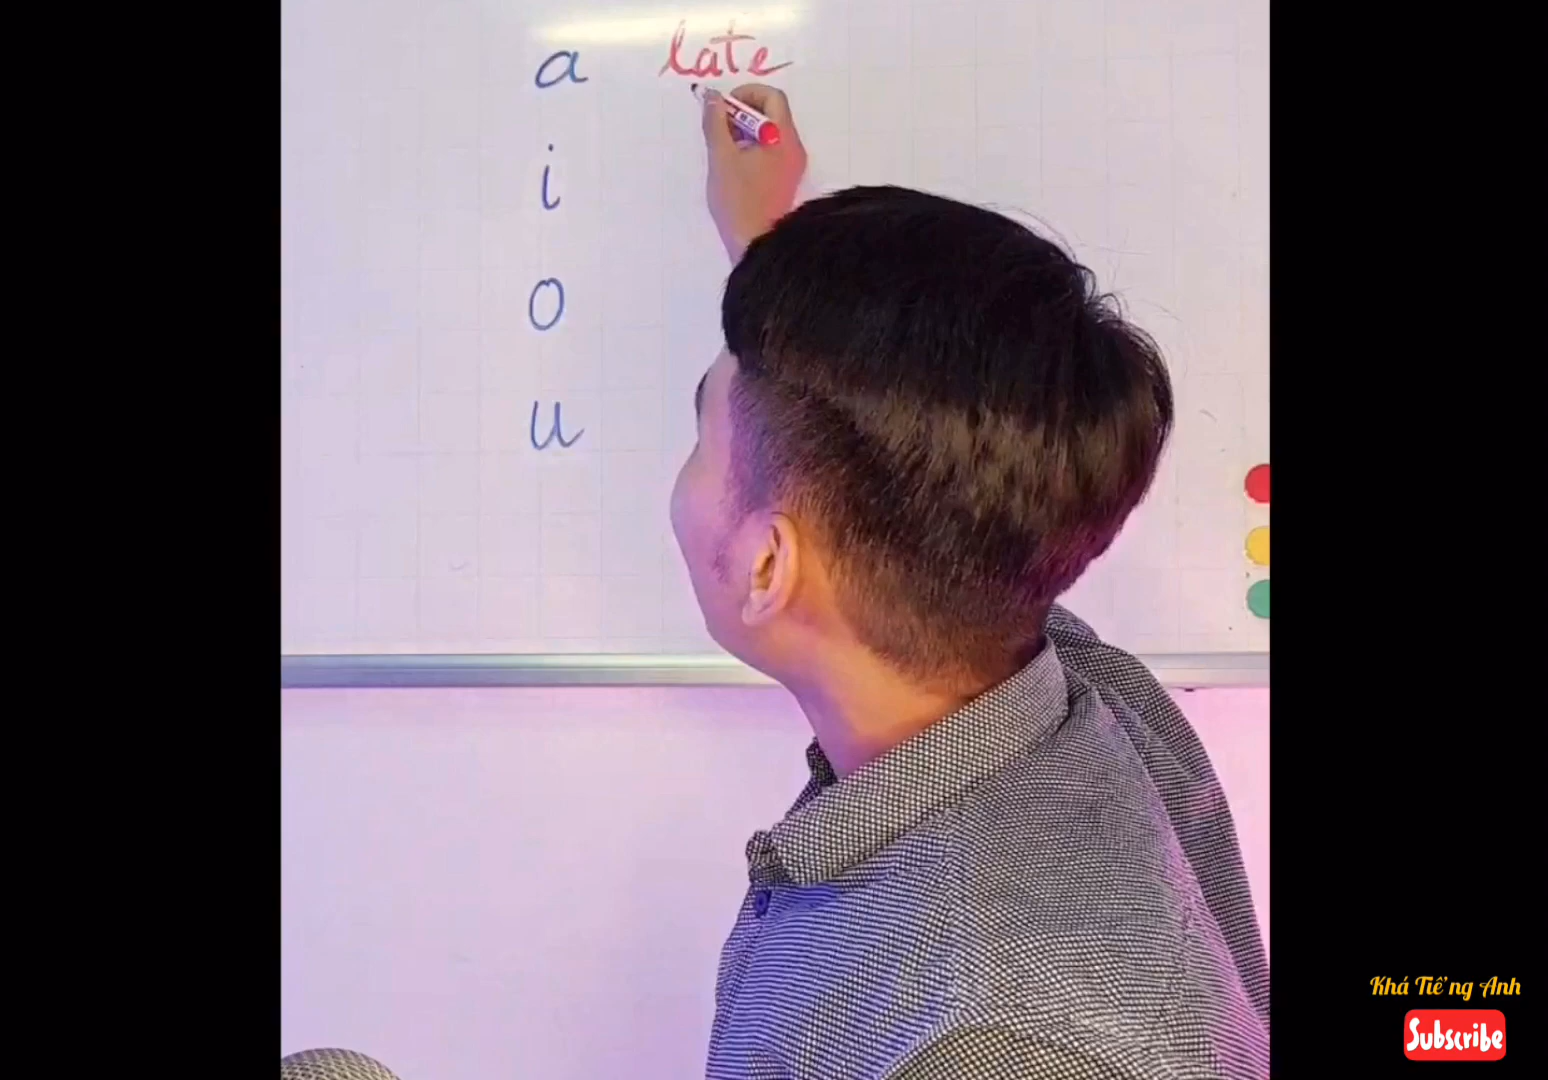 a late
i
o
u
Khá Tiếng Anh
Subscribe